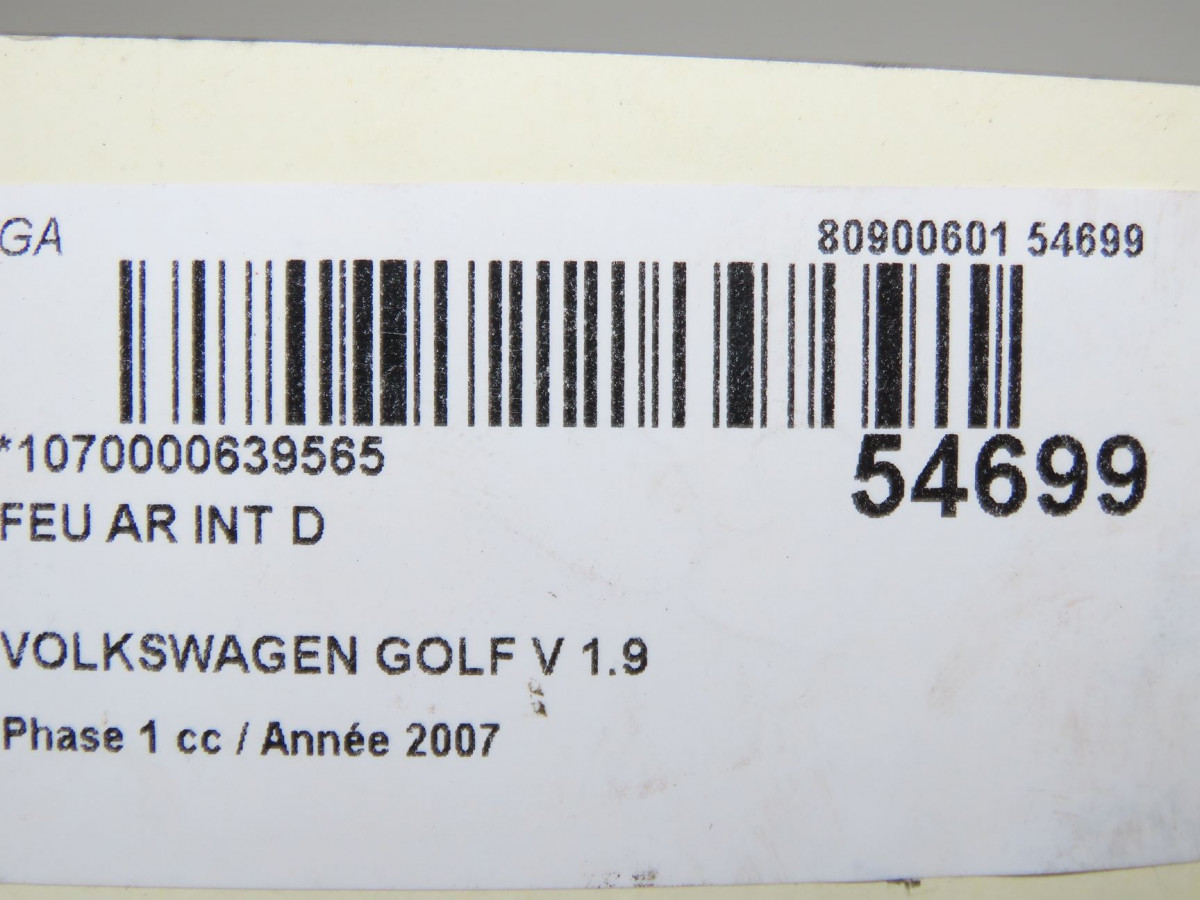 GA
80900601 54699
*1070000639565
54699
FEU AR INT D
VOLKSWAGEN GOLF V 1.9
Phase 1 cc / Année 2007